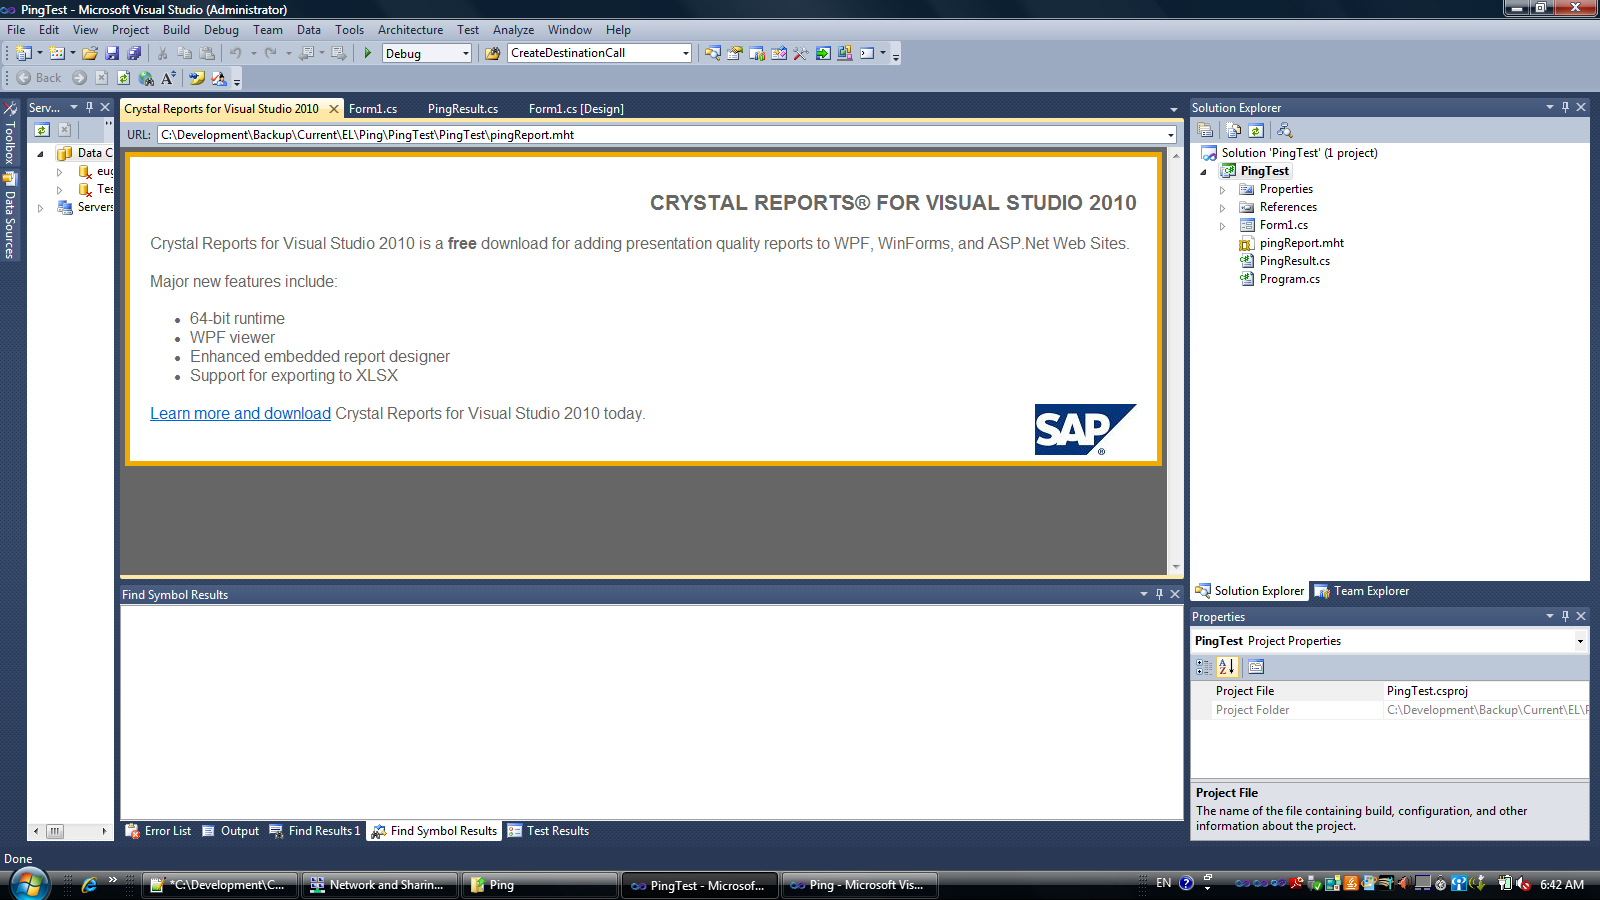 PingTest - Microsoft Visual Studio (Administrator)
File Edit View Project Build Debug Team Data Tools Architecture Test Analyze Window Help
Debug CreateDestinationCall
Back A
Toolbox
Data Sources
Serv...
Data C
eug
Tes
Servers
Crystal Reports for Visual Studio 2010 Form1.cs PingResult.cs Form1.cs [Design]
URL: C:\Development\Backup\Current\EL\Ping\PingTest\PingTest\pingReport.mht
CRYSTAL REPORTS® FOR VISUAL STUDIO 2010
Crystal Reports for Visual Studio 2010 is a free download for adding presentation quality reports to WPF, WinForms, and ASP.Net Web Sites.
Major new features include:
• 64-bit runtime
• WPF viewer
• Enhanced embedded report designer
• Support for exporting to XLSX
Learn more and download Crystal Reports for Visual Studio 2010 today.
SAP ®
Find Symbol Results
Error List Output Find Results 1 Find Symbol Results Test Results
Solution Explorer
Solution 'PingTest' (1 project)
PingTest
Properties
References
Form1.cs
pingReport.mht
PingResult.cs
Program.cs
Solution Explorer Team Explorer
Properties
PingTest Project Properties
Project File PingTest.csproj
Project Folder C:\Development\Backup\Current\EL\
Project File
The name of the file containing build, configuration, and other
information about the project.
Done
*C:\Development\C... Network and Sharin... Ping PingTest - Microsof... Ping - Microsoft Vis... EN 6:42 AM